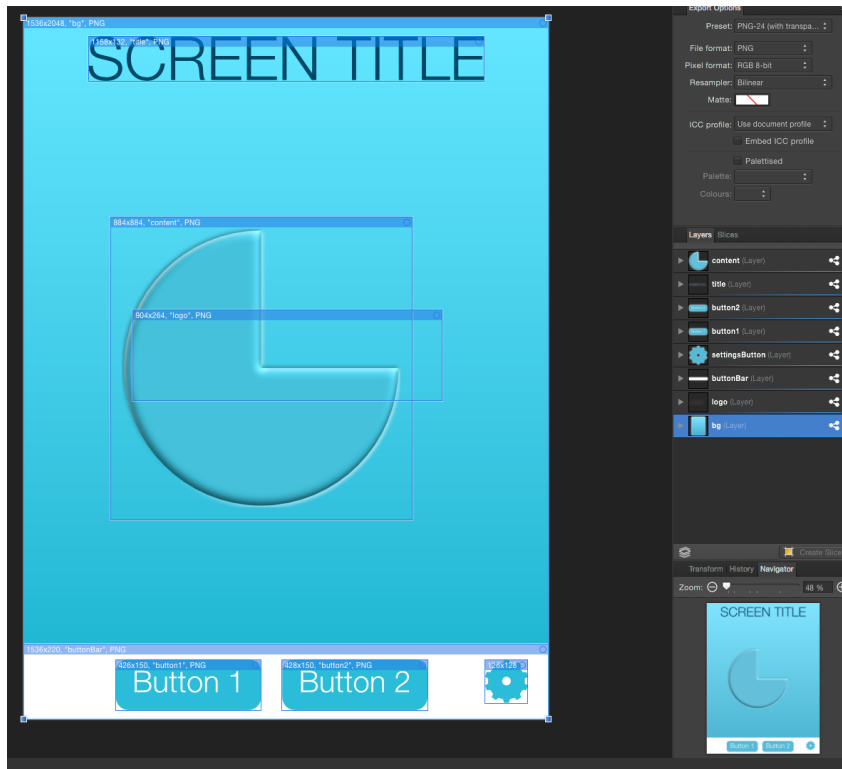 1536x2048, "bg", PNG
1158x132, "title", PNG
SCREEN TITLE
884x884, "content", PNG
904x264, "logo", PNG
1536x220, "buttonBar", PNG
426x150, "button1", PNG
Button 1
428x150, "button2", PNG
Button 2
128x128
Export Options
Preset: PNG-24 (with transpa...
File format: PNG
Pixel format: RGB 8-bit
Resampler: Bilinear
Matte:
ICC profile: Use document profile
Embed ICC profile
Palettised
Palette:
Colours:
Layers Slices
content (Layer)
title (Layer)
button2 (Layer)
button1 (Layer)
settingsButton (Layer)
buttonBar (Layer)
logo (Layer)
bg (Layer)
Create Slice
Transform History Navigator
Zoom: 48 %
SCREEN TITLE
Button 1 Button 2